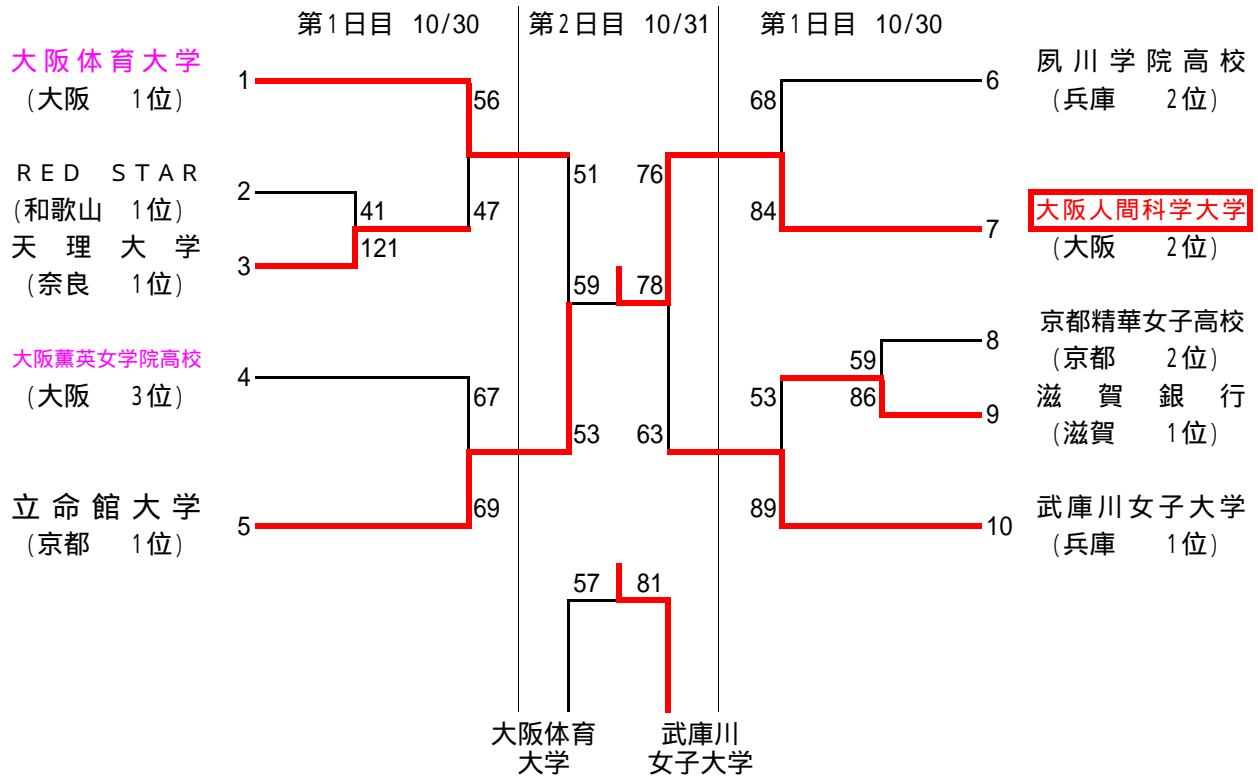 第1日目 10/30 第2日目 10/31 第1日目 10/30
大阪体育大学
(大阪 1位)
1
56
RED STAR
(和歌山 1位)
2
41
47
天理大学
(奈良 1位)
3
121
大阪薫英女学院高校
(大阪 3位)
4
67
立命館大学
(京都 1位)
5
69
51 76
59 78
53 63
57 81
大阪体育
大学
武庫川
女子大学
68
6
夙川学院高校
(兵庫 2位)
84
7
大阪人間科学大学
(大阪 2位)
59
8
京都精華女子高校
(京都 2位)
53
86
9
滋賀銀行
(滋賀 1位)
89
10
武庫川女子大学
(兵庫 1位)